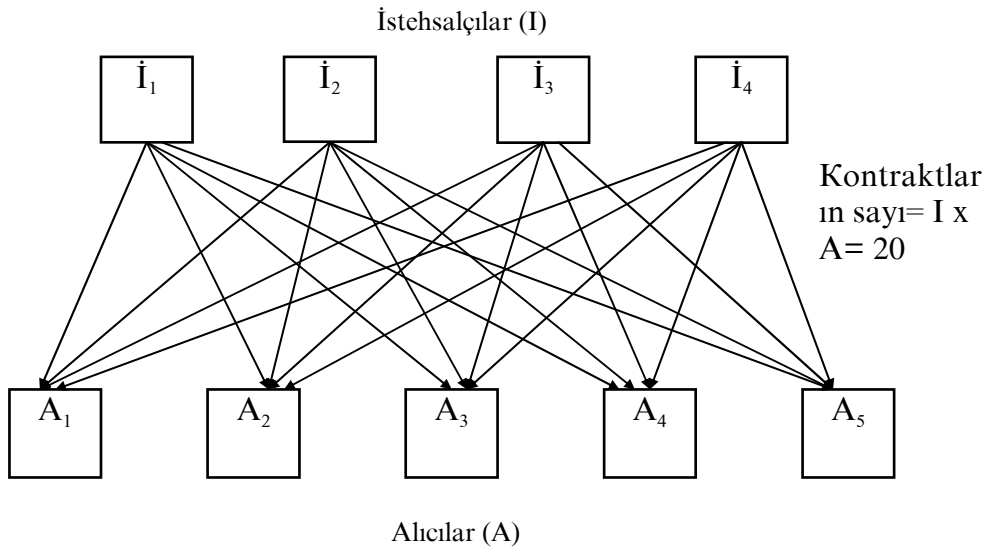 İstehsalçılar (I)
İ₁ İ₂ İ₃ İ₄
Kontraktlar
ın sayı= I x
A= 20
A₁ A₂ A₃ A₄ A₅
Alıcılar (A)